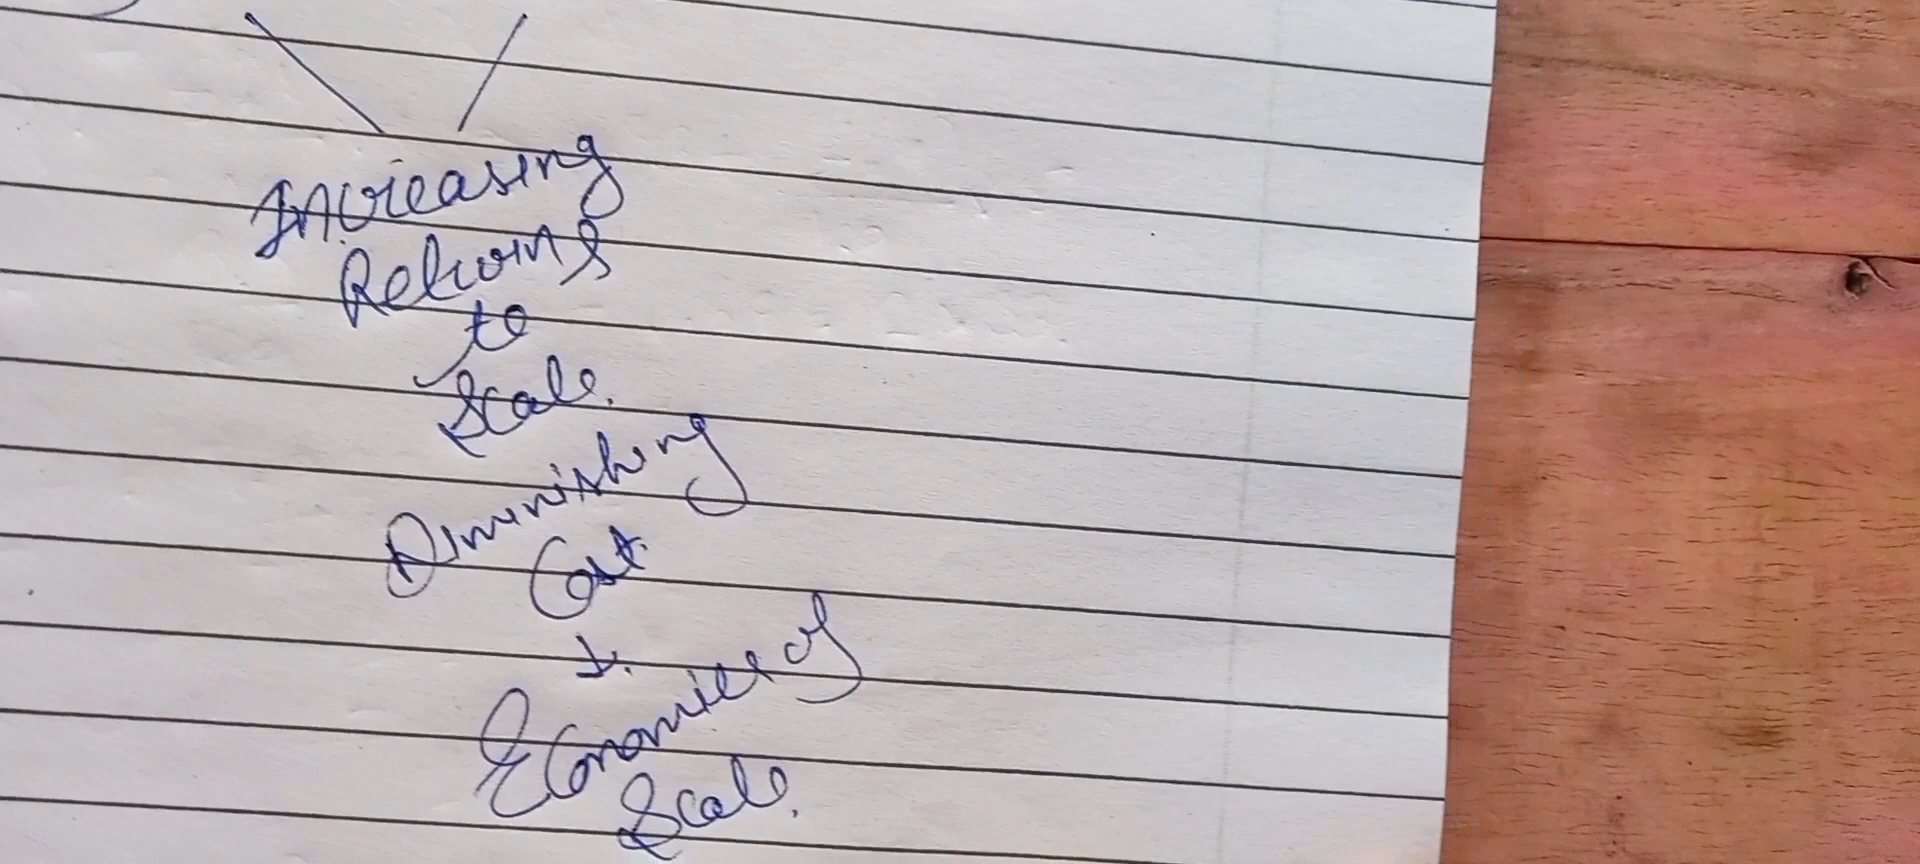 Increasing
Returns
to
Scale.
Diminishing
Cost.
↓.
Economies of
Scale.